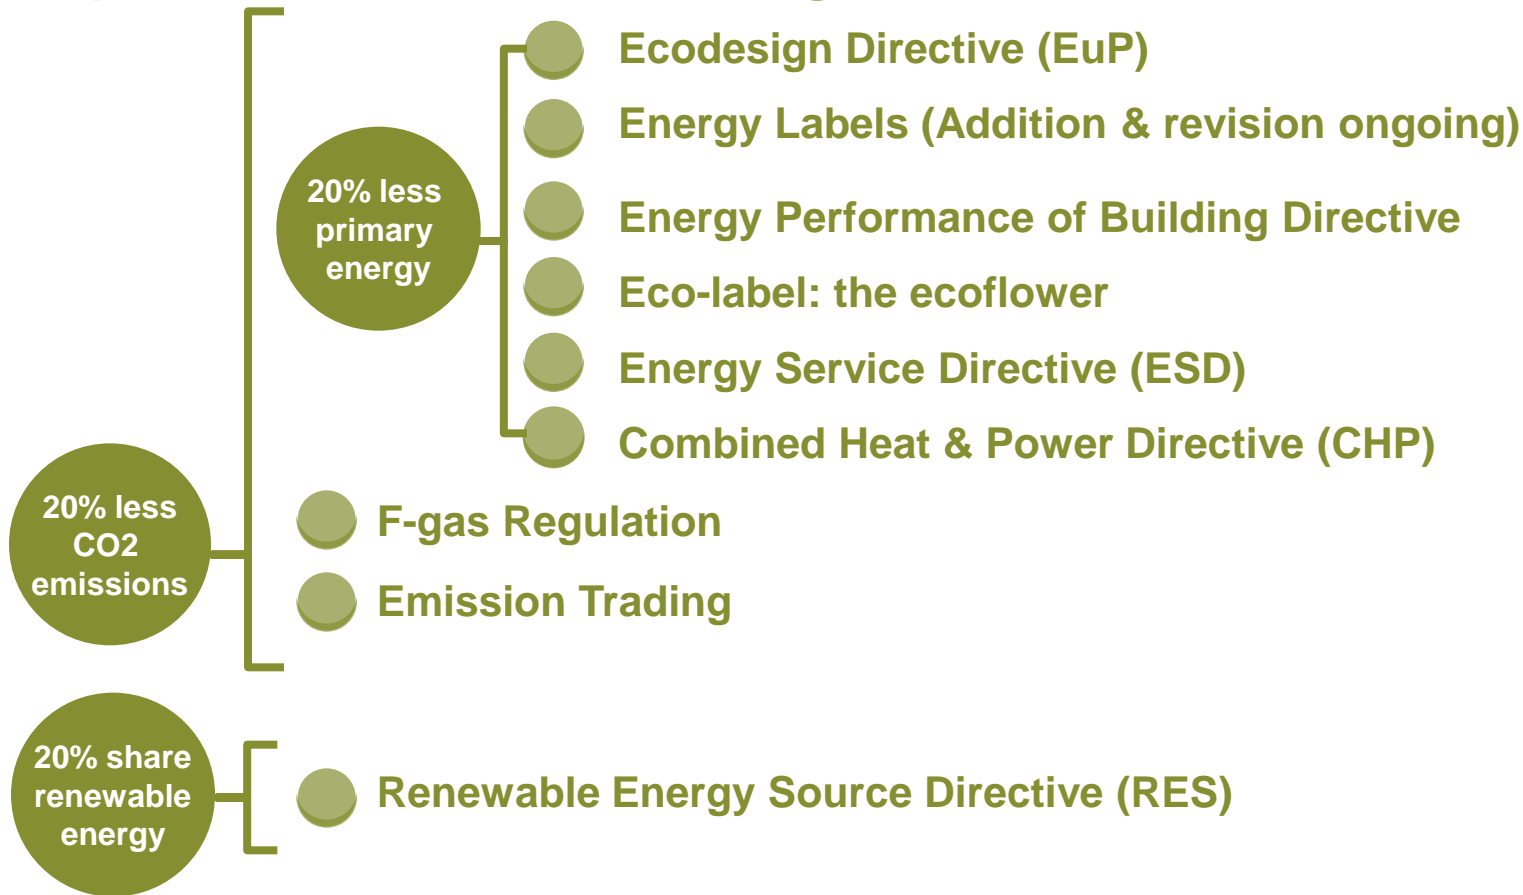 Ecodesign Directive (EuP)
Energy Labels (Addition & revision ongoing)
20% less
primary
energy
Energy Performance of Building Directive
Eco-label: the ecoflower
Energy Service Directive (ESD)
Combined Heat & Power Directive (CHP)
20% less
CO2
emissions
F-gas Regulation
Emission Trading
20% share
renewable
energy
Renewable Energy Source Directive (RES)